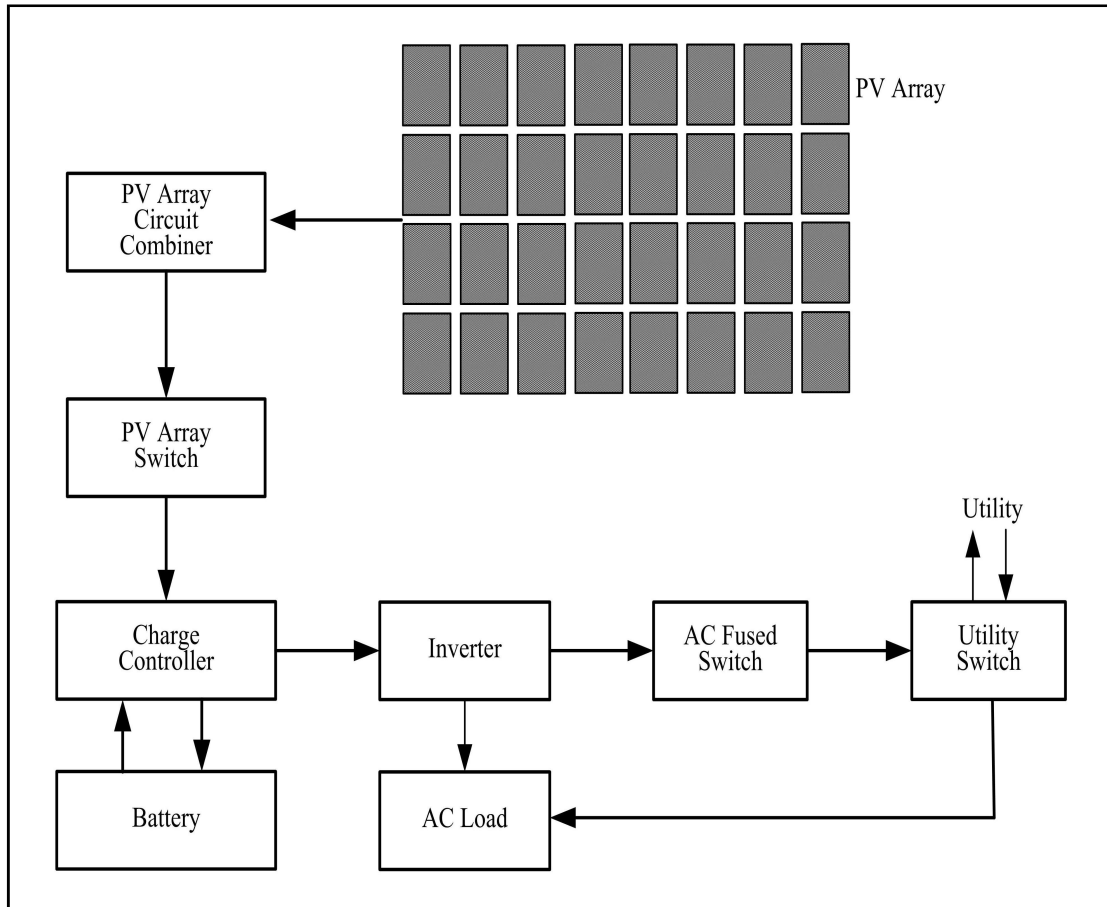 PV Array
PV Array
Circuit
Combiner
PV Array
Switch
Utility
Charge
Controller
Inverter
AC Fused
Switch
Utility
Switch
Battery
AC Load